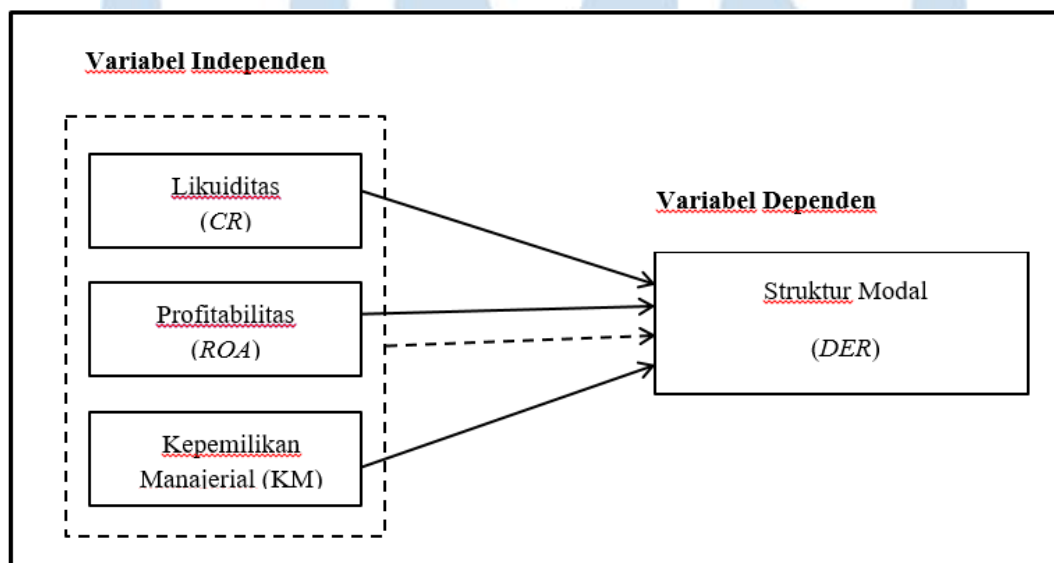 Variabel Independen
Likuiditas
(CR)
Profitabilitas
(ROA)
Kepemilikan
Manajerial (KM)
Variabel Dependen
Struktur Modal
(DER)